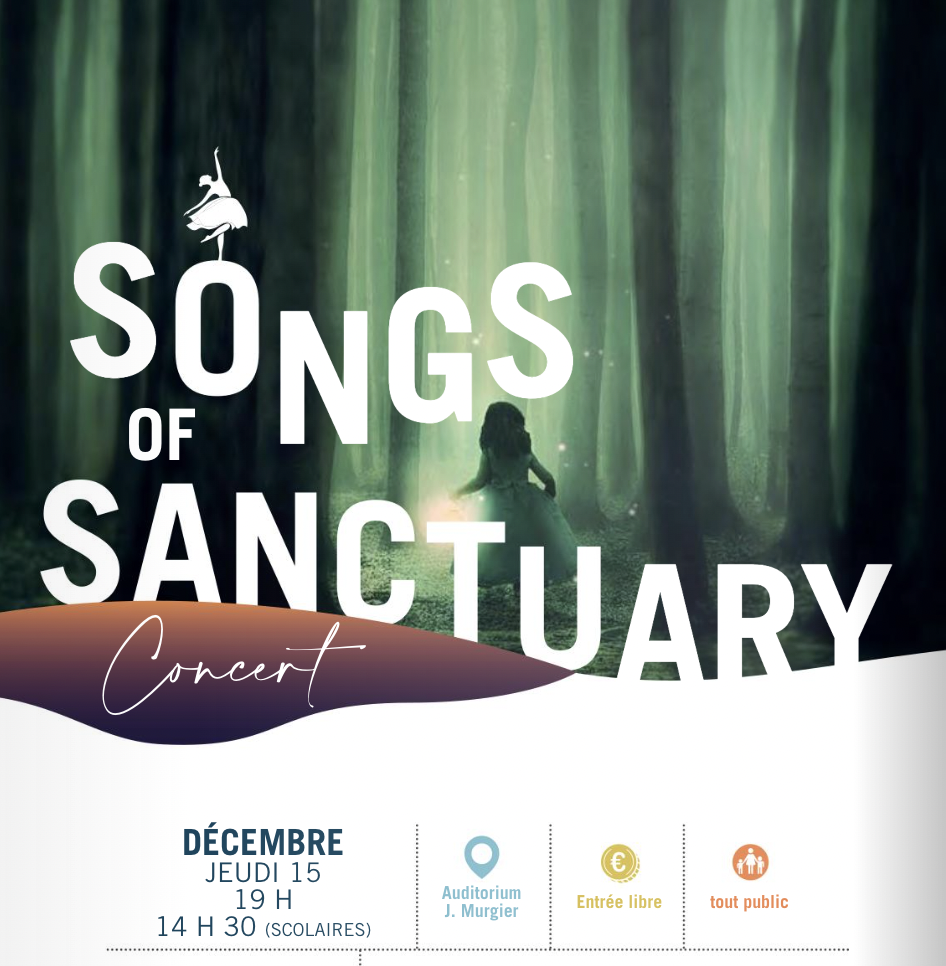 SONGS
OF
SANCTUARY
Concert
DÉCEMBRE
JEUDI 15
19 H
14 H 30 (SCOLAIRES)
Auditorium
J. Murgier
Entrée libre
tout public